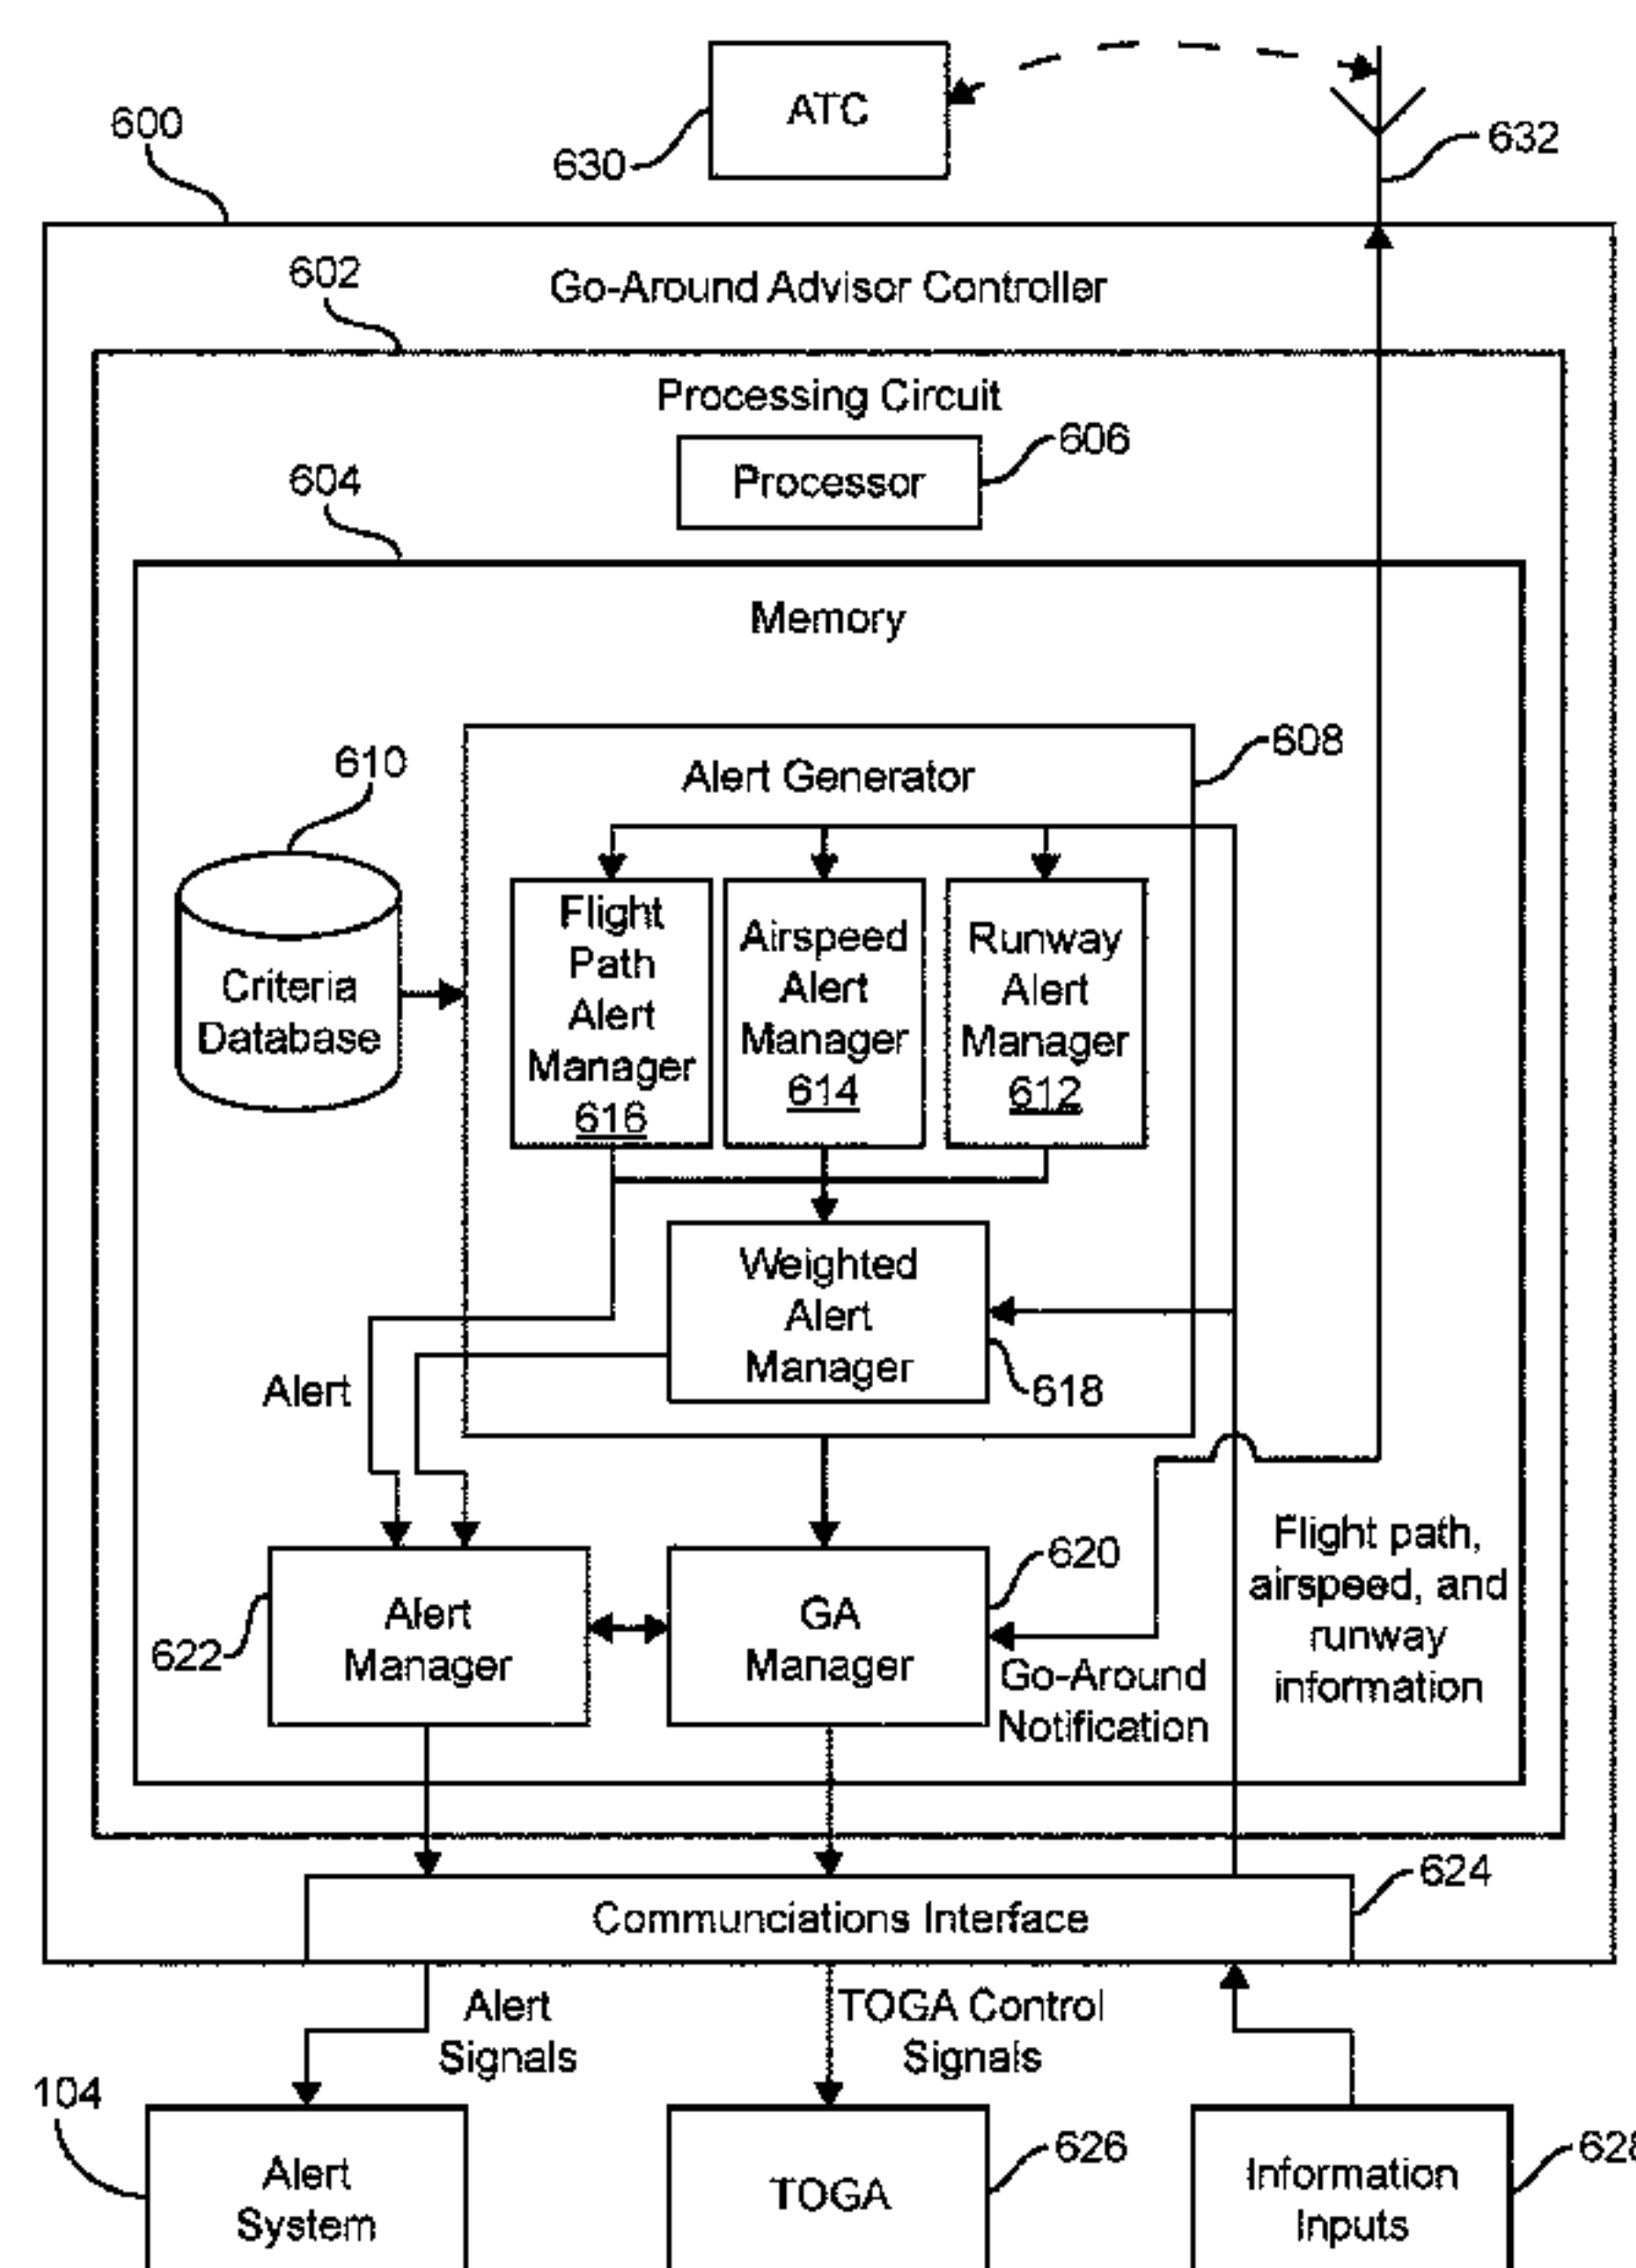 ATC
600
630
632
602
Go-Around Advisor Controller
Processing Circuit
606
604
Processor
Memory
608
610
Alert Generator
Flight
Path
Alert
Manager
616
Airspeed
Alert
Manager
614
Runway
Alert
Manager
612
Criteria
Database
Weighted
Alert
Manager
618
Alert
620
Flight path,
airspeed, and
runway
information
Alert
Manager
622
GA
Manager
Go-Around
Notification
624
Communciations Interface
Alert
Signals
TOGA Control
Signals
104
626
628
Alert
System
TOGA
Information
Inputs